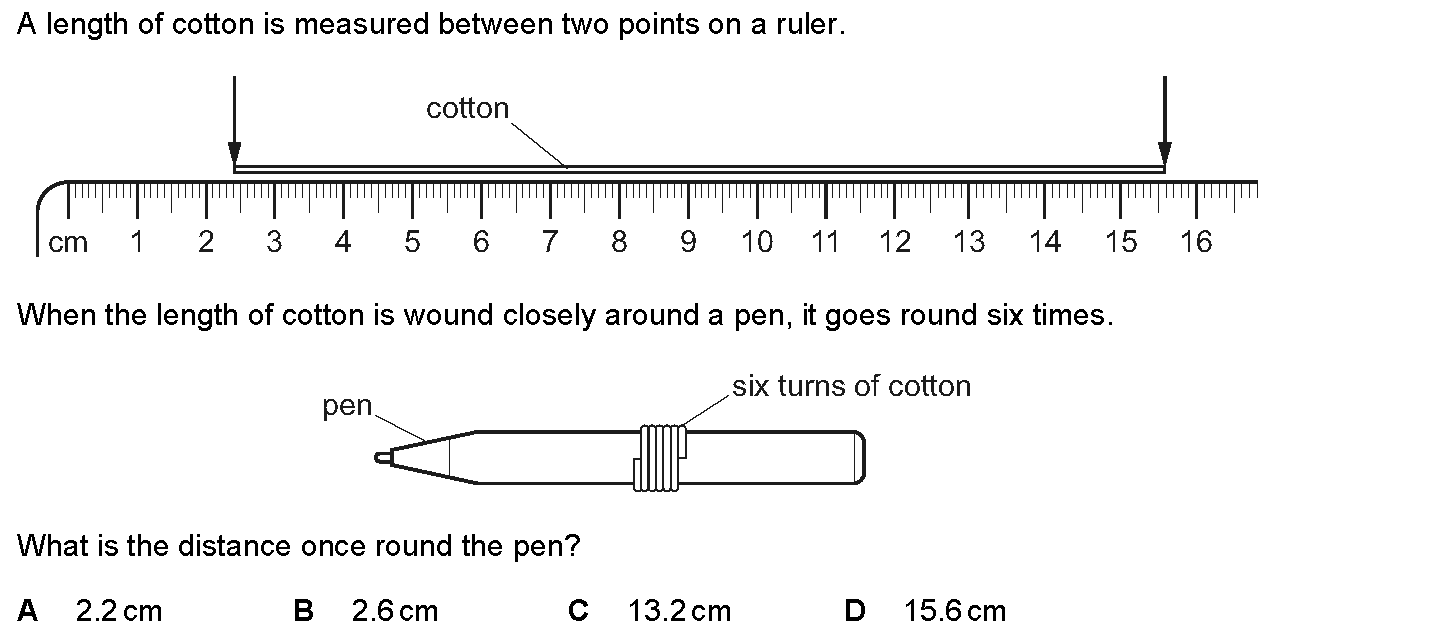 A length of cotton is measured between two points on a ruler.
cotton
cm 1 2 3 4 5 6 7 8 9 10 11 12 13 14 15 16
When the length of cotton is wound closely around a pen, it goes round six times.
six turns of cotton
pen
What is the distance once round the pen?
A 2.2 cm B 2.6 cm C 13.2 cm D 15.6 cm